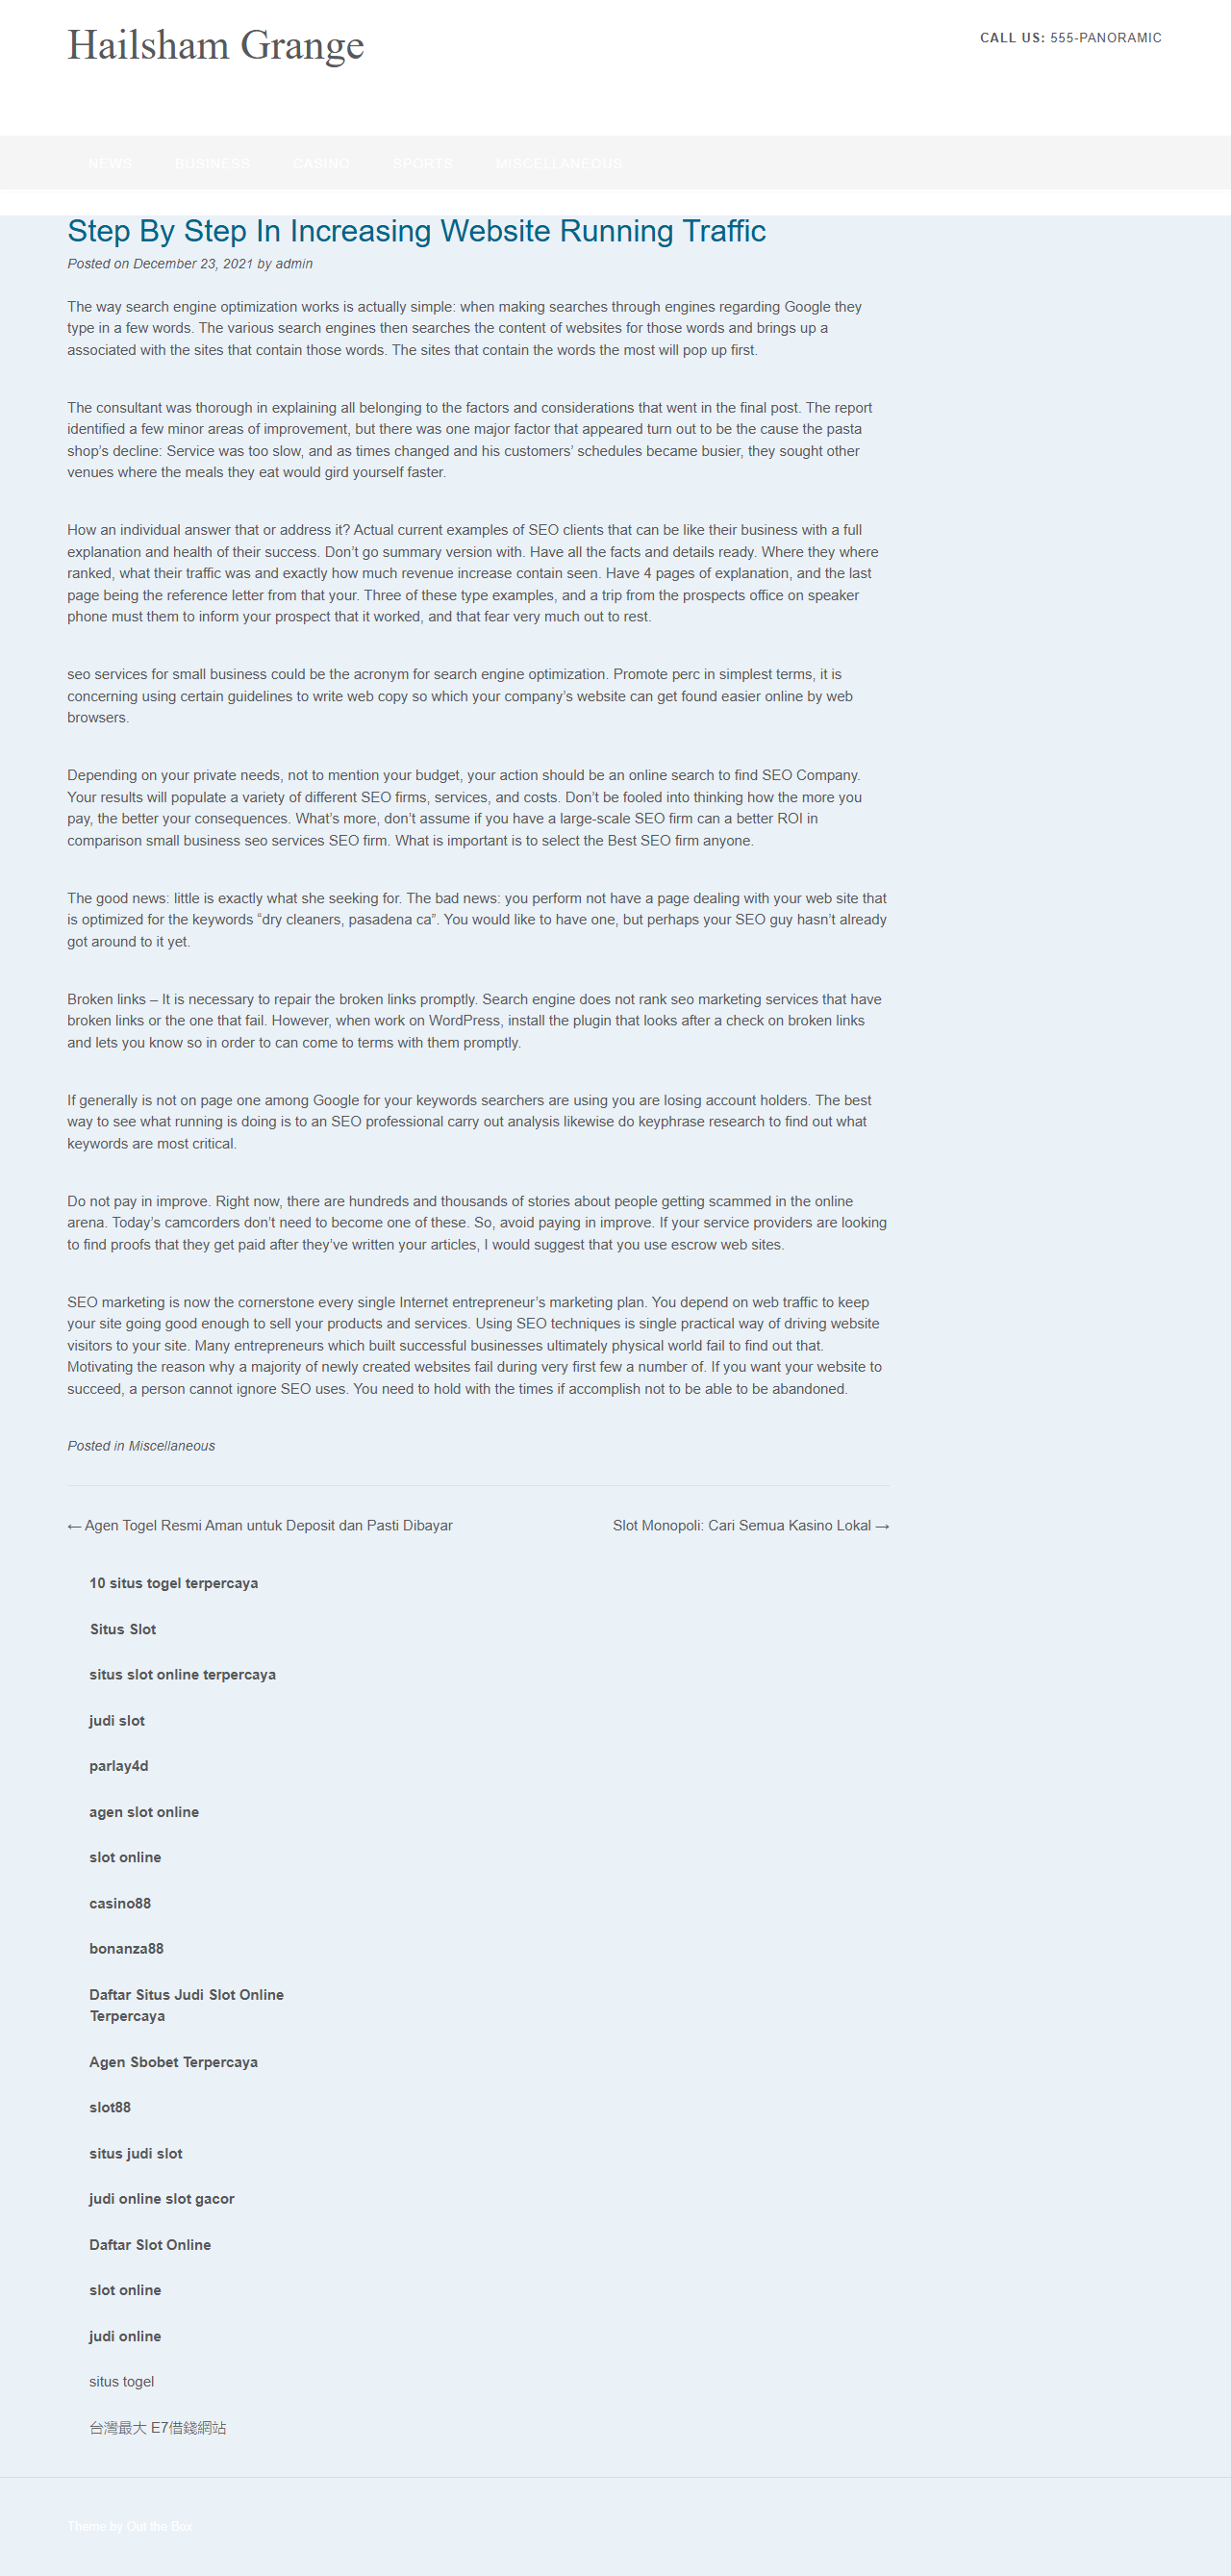 Hailsham Grange
CALL US: 555-PANORAMIC
NEWS BUSINESS CASINO SPORTS MISCELLANEOUS
Step By Step In Increasing Website Running Traffic
Posted on December 23, 2021 by admin
The way search engine optimization works is actually simple: when making searches through engines regarding Google they
type in a few words. The various search engines then searches the content of websites for those words and brings up a
associated with the sites that contain those words. The sites that contain the words the most will pop up first.
The consultant was thorough in explaining all belonging to the factors and considerations that went in the final post. The report
identified a few minor areas of improvement, but there was one major factor that appeared turn out to be the cause the pasta
shop’s decline: Service was too slow, and as times changed and his customers’ schedules became busier, they sought other
venues where the meals they eat would gird yourself faster.
How an individual answer that or address it? Actual current examples of SEO clients that can be like their business with a full
explanation and health of their success. Don’t go summary version with. Have all the facts and details ready. Where they where
ranked, what their traffic was and exactly how much revenue increase contain seen. Have 4 pages of explanation, and the last
page being the reference letter from that your. Three of these type examples, and a trip from the prospects office on speaker
phone must them to inform your prospect that it worked, and that fear very much out to rest.
seo services for small business could be the acronym for search engine optimization. Promote perc in simplest terms, it is
concerning using certain guidelines to write web copy so which your company’s website can get found easier online by web
browsers.
Depending on your private needs, not to mention your budget, your action should be an online search to find SEO Company.
Your results will populate a variety of different SEO firms, services, and costs. Don’t be fooled into thinking how the more you
pay, the better your consequences. What’s more, don’t assume if you have a large-scale SEO firm can a better ROI in
comparison small business seo services SEO firm. What is important is to select the Best SEO firm anyone.
The good news: little is exactly what she seeking for. The bad news: you perform not have a page dealing with your web site that
is optimized for the keywords “dry cleaners, pasadena ca”. You would like to have one, but perhaps your SEO guy hasn’t already
got around to it yet.
Broken links – It is necessary to repair the broken links promptly. Search engine does not rank seo marketing services that have
broken links or the one that fail. However, when work on WordPress, install the plugin that looks after a check on broken links
and lets you know so in order to can come to terms with them promptly.
If generally is not on page one among Google for your keywords searchers are using you are losing account holders. The best
way to see what running is doing is to an SEO professional carry out analysis likewise do keyphrase research to find out what
keywords are most critical.
Do not pay in improve. Right now, there are hundreds and thousands of stories about people getting scammed in the online
arena. Today’s camcorders don’t need to become one of these. So, avoid paying in improve. If your service providers are looking
to find proofs that they get paid after they’ve written your articles, I would suggest that you use escrow web sites.
SEO marketing is now the cornerstone every single Internet entrepreneur’s marketing plan. You depend on web traffic to keep
your site going good enough to sell your products and services. Using SEO techniques is single practical way of driving website
visitors to your site. Many entrepreneurs which built successful businesses ultimately physical world fail to find out that.
Motivating the reason why a majority of newly created websites fail during very first few a number of. If you want your website to
succeed, a person cannot ignore SEO uses. You need to hold with the times if accomplish not to be able to be abandoned.
Posted in Miscellaneous
← Agen Togel Resmi Aman untuk Deposit dan Pasti Dibayar
Slot Monopoli: Cari Semua Kasino Lokal →
10 situs togel terpercaya
Situs Slot
situs slot online terpercaya
judi slot
parlay4d
agen slot online
slot online
casino88
bonanza88
Daftar Situs Judi Slot Online
Terpercaya
Agen Sbobet Terpercaya
slot88
situs judi slot
judi online slot gacor
Daftar Slot Online
slot online
judi online
situs togel
台灣最大 E7借錢網站
Theme by Out the Box